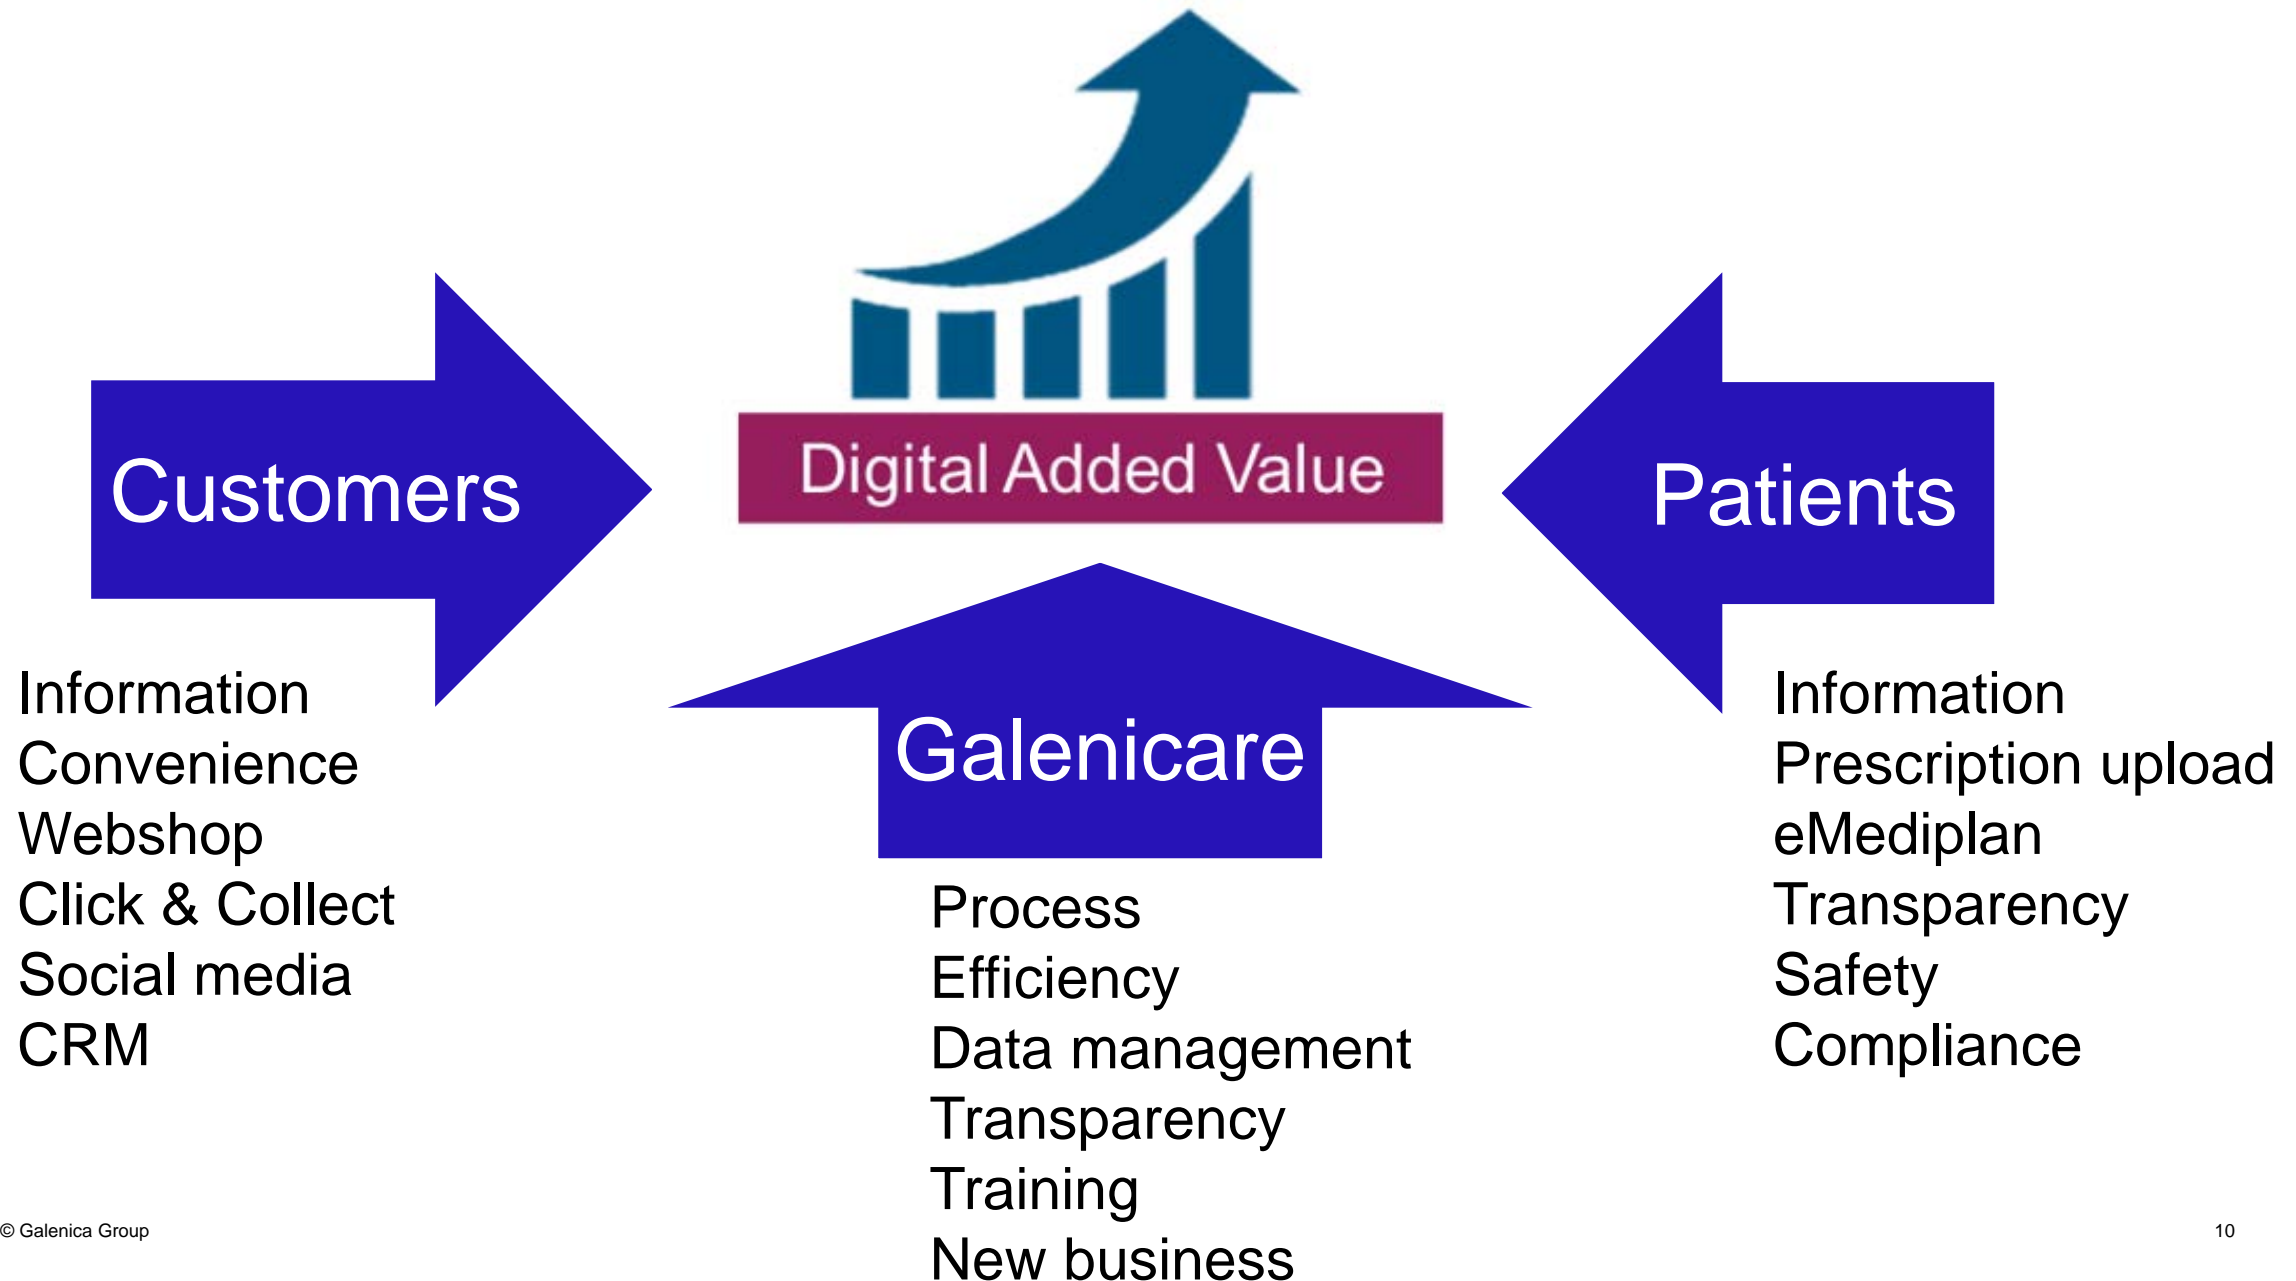 Digital Added Value
Customers
Information
Convenience
Webshop
Click & Collect
Social media
CRM
Galenicare
Process
Efficiency
Data management
Transparency
Training
New business
Patients
Information
Prescription upload
eMediplan
Transparency
Safety
Compliance
© Galenica Group
10